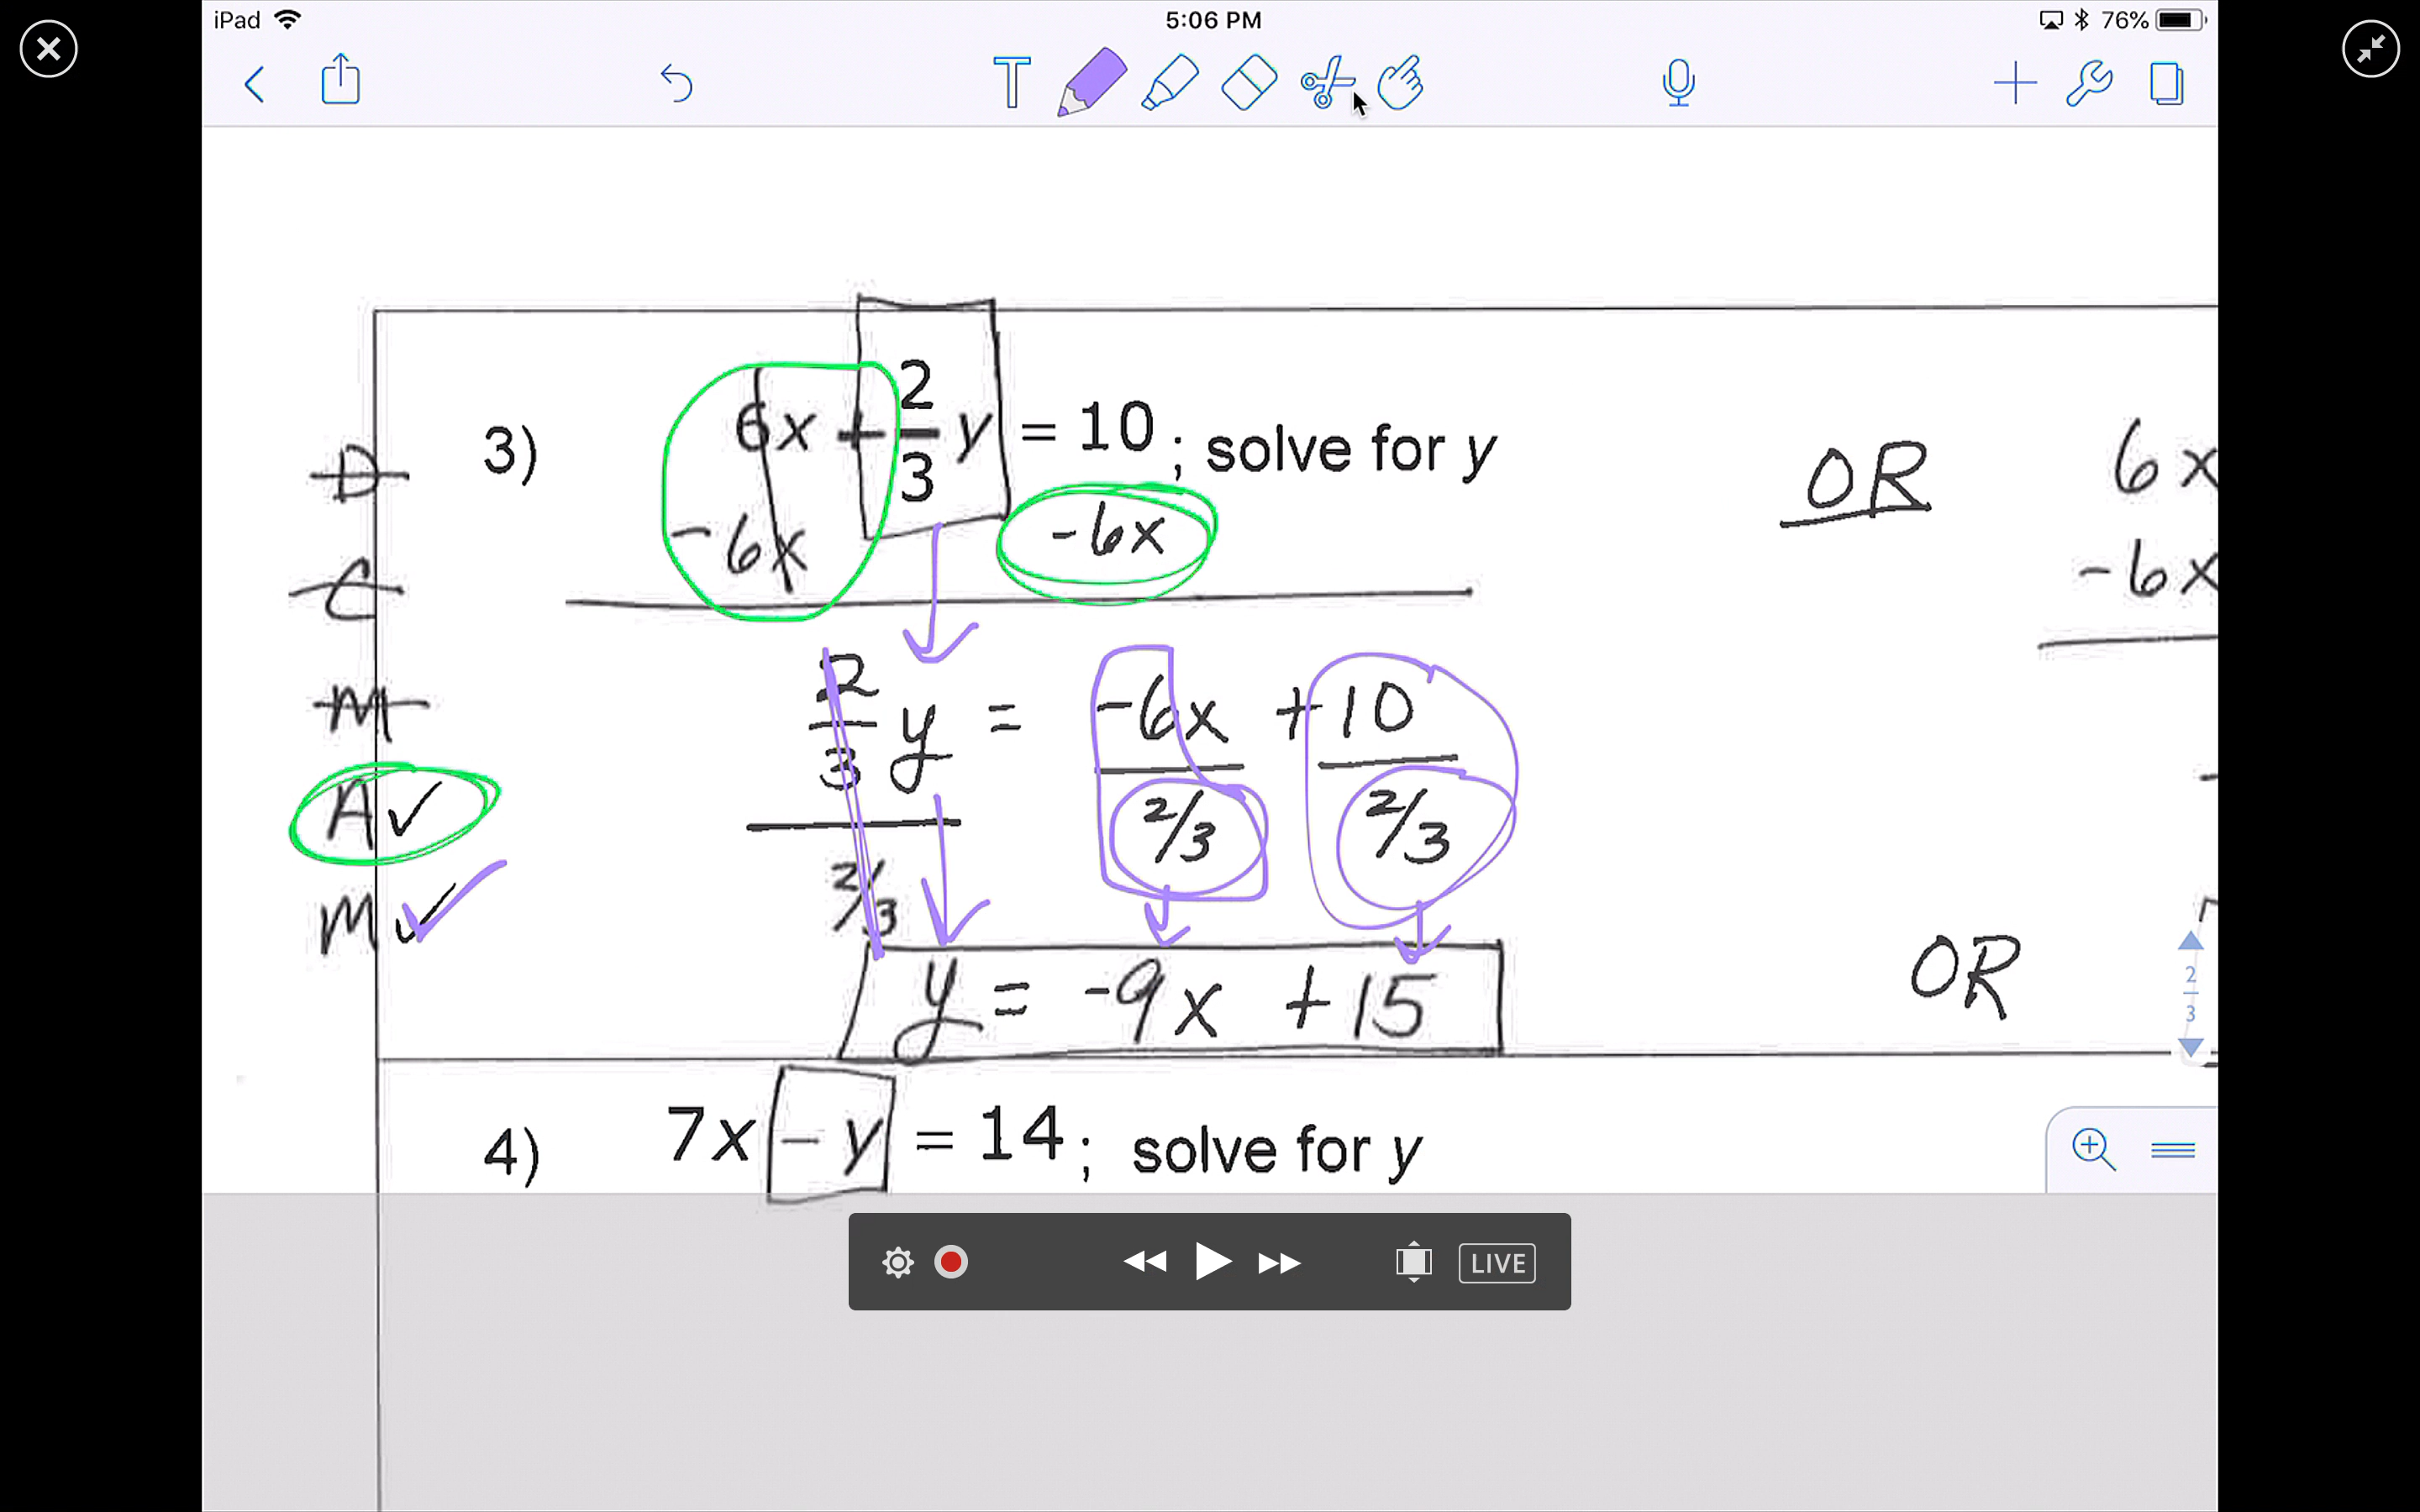 iPad 5:06 PM 76%
T
3) 6x + 2/3 y = 10 ; solve for y
-6x -6x
D
C
M
A ✓
M ✓
2/3 y = -6x + 10
2/3 2/3 2/3
y = -9x + 15
OR
6x
-6x
OR
2
3
4) 7x - y = 14 ; solve for y
LIVE